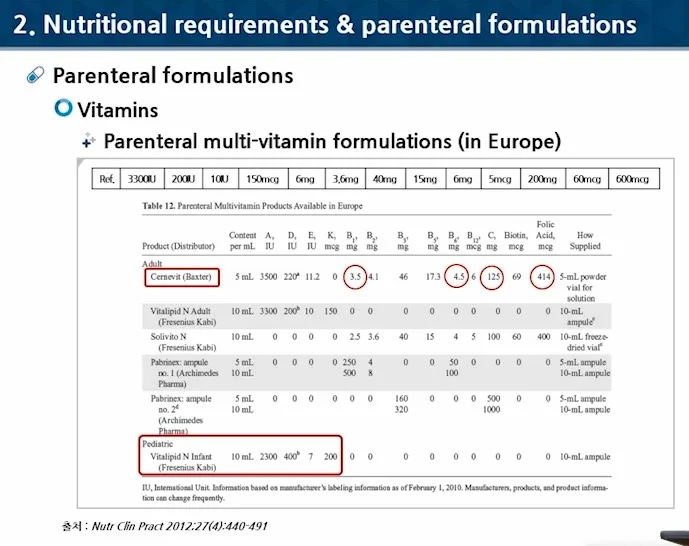 2. Nutritional requirements & parenteral formulations
Parenteral formulations
Vitamins
Parenteral multi-vitamin formulations (in Europe)
Ref. 3300IU 200IU 10IU 150mcg 6mg 3.6mg 40mg 15mg 6mg 5mcg 200mg 60mcg 600mcg
Table 12. Parenteral Multivitamin Products Available in Europe
Product (Distributor) Content per mL A, IU D, IU E, IU K, mcg B1, mg B2, mg B3, mg B5, mg B6, mg B12, mcg C, mg Biotin, mcg Folic Acid, mcg How Supplied
Adult
Cernevit (Baxter) 5 mL 3500 220a 11.2 0 3.5 4.1 46 17.3 4.5 6 125 69 414 5-mL powder
vial for
solution
Vitalipid N Adult 10 mL 3300 200b 10 150 0 0 0 0 0 0 0 0 0 10-mL
(Fresenius Kabi) ampulec
Solivito N 10 mL 0 0 0 0 2.5 3.6 40 15 4 5 100 60 400 10-mL freeze-
(Fresenius Kabi) dried vialc
Pabrinex: ampule 5 mL 0 0 0 0 250 4 0 0 50 0 0 0 0 5-mL ampule
no. 1 (Archimedes 10 mL 500 8 100 10-mL ampule
Pharma)
Pabrinex: ampule 5 mL 0 0 0 0 0 0 160 0 0 0 500 0 0 5-mL ampule
no. 2d 10 mL 320 1000 10-mL ampule
(Archimedes
Pharma)
Pediatric
Vitalipid N Infant 10 mL 2300 400b 7 200 0 0 0 0 0 0 0 0 0 10-mL ampule
(Fresenius Kabi)
IU, International Unit. Information based on manufacturer's labeling information as of February 1, 2010. Manufacturers, products, and product informa-
tion can change frequently.
출처 : Nutr Clin Pract 2012;27(4):440-491